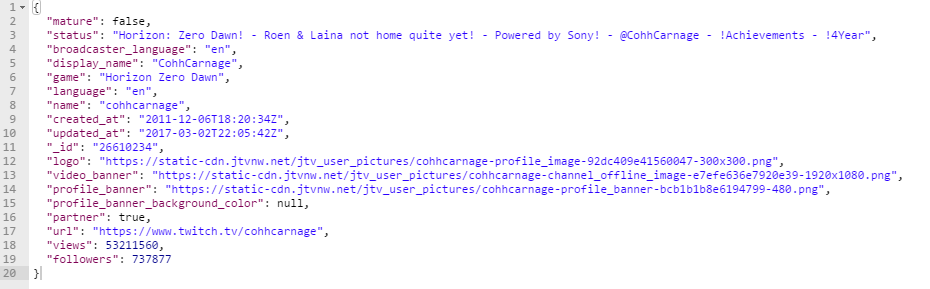 1 {
2 "mature": false,
3 "status": "Horizon: Zero Dawn! - Roen & Laina not home quite yet! - Powered by Sony! - @CohhCarnage - !Achievements - !4Year",
4 "broadcaster_language": "en",
5 "display_name": "CohhCarnage",
6 "game": "Horizon Zero Dawn",
7 "language": "en",
8 "name": "cohhcarnage",
9 "created_at": "2011-12-06T18:20:34Z",
10 "updated_at": "2017-03-02T22:05:42Z",
11 "_id": "26610234",
12 "logo": "https://static-cdn.jtvnw.net/jtv_user_pictures/cohhcarnage-profile_image-92dc409e41560047-300x300.png",
13 "video_banner": "https://static-cdn.jtvnw.net/jtv_user_pictures/cohhcarnage-channel_offline_image-e7efe636e7920e39-1920x1080.png",
14 "profile_banner": "https://static-cdn.jtvnw.net/jtv_user_pictures/cohhcarnage-profile_banner-bcb1b1b8e6194799-480.png",
15 "profile_banner_background_color": null,
16 "partner": true,
17 "url": "https://www.twitch.tv/cohhcarnage",
18 "views": 53211560,
19 "followers": 737877
20 }